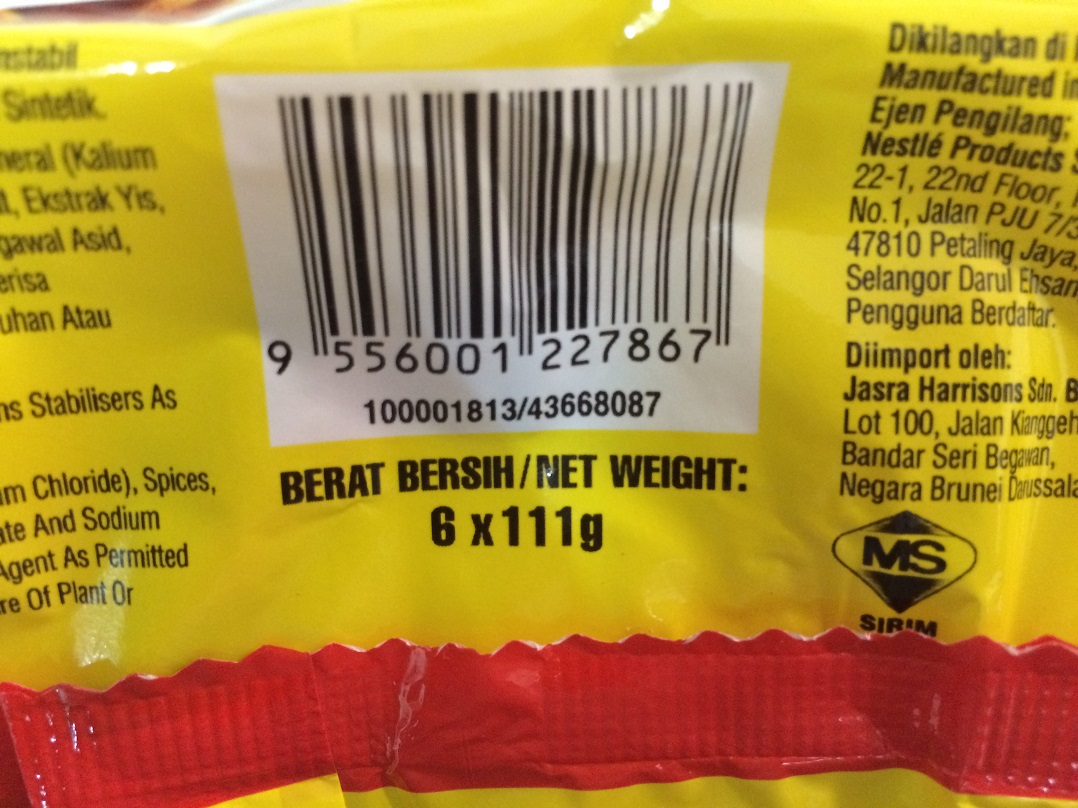 nstabil
Sintetik.
neral (Kalium
t, Ekstrak Yis,
gawal Asid,
erisa
uhan Atau
ns Stabilisers As
um Chloride), Spices,
ate And Sodium
Agent As Permitted
re Of Plant Or
9 556001 227867
100001813/43668087
BERAT BERSIH/NET WEIGHT:
6 x 111g
Dikilangkan di
Manufactured in
Ejen Pengilang:
Nestlé Products
22-1, 22nd Floor,
No.1, Jalan PJU 7/3
47810 Petaling Jaya,
Selangor Darul Ehsan
Pengguna Berdaftar.
Diimport oleh:
Jasra Harrisons Sdn. B
Lot 100, Jalan Kianggeh
Bandar Seri Begawan,
Negara Brunei Darussala
MS
SIRIM